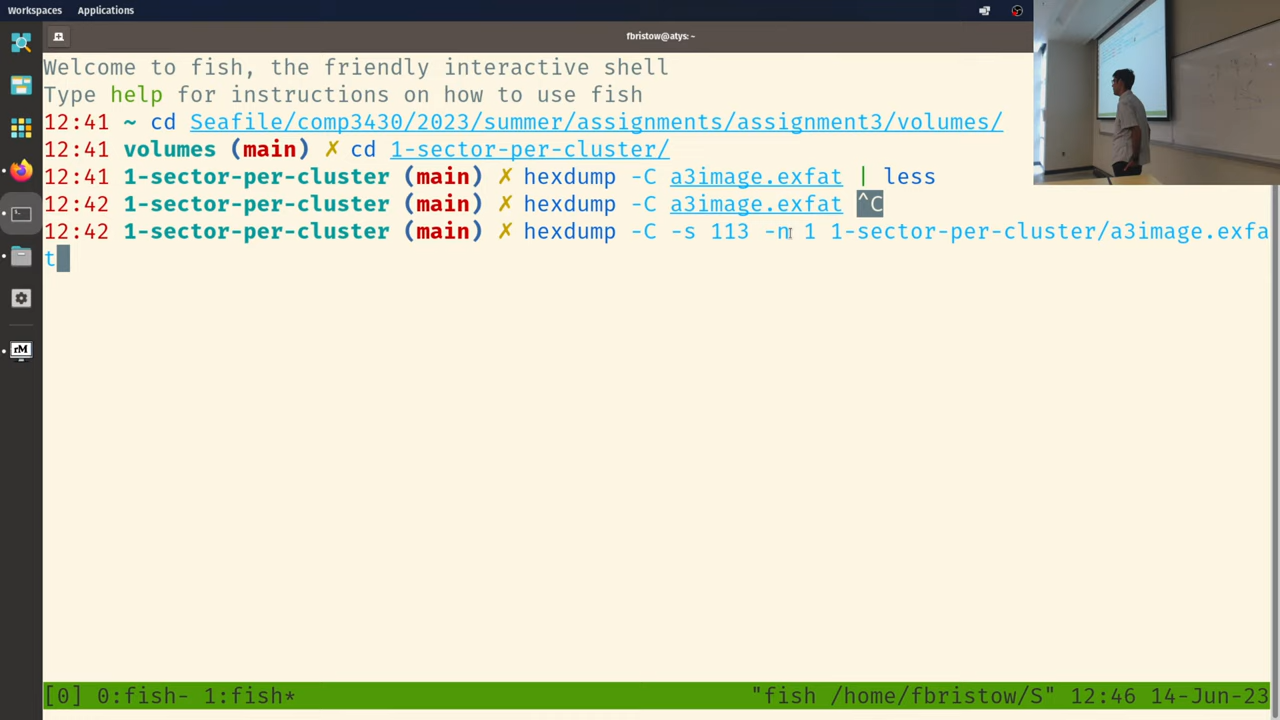 Workspaces Applications
fbristow@atys: ~
Welcome to fish, the friendly interactive shell
Type help for instructions on how to use fish
12:41 ~ cd Seafile/comp3430/2023/summer/assignments/assignment3/volumes/
12:41 volumes (main) ✗ cd 1-sector-per-cluster/
12:41 1-sector-per-cluster (main) ✗ hexdump -C a3image.exfat | less
12:42 1-sector-per-cluster (main) ✗ hexdump -C a3image.exfat ^C
12:42 1-sector-per-cluster (main) ✗ hexdump -C -s 113 -n 1 1-sector-per-cluster/a3image.exfa
t
rM
[0] 0:fish- 1:fish* "fish /home/fbristow/S" 12:46 14-Jun-23